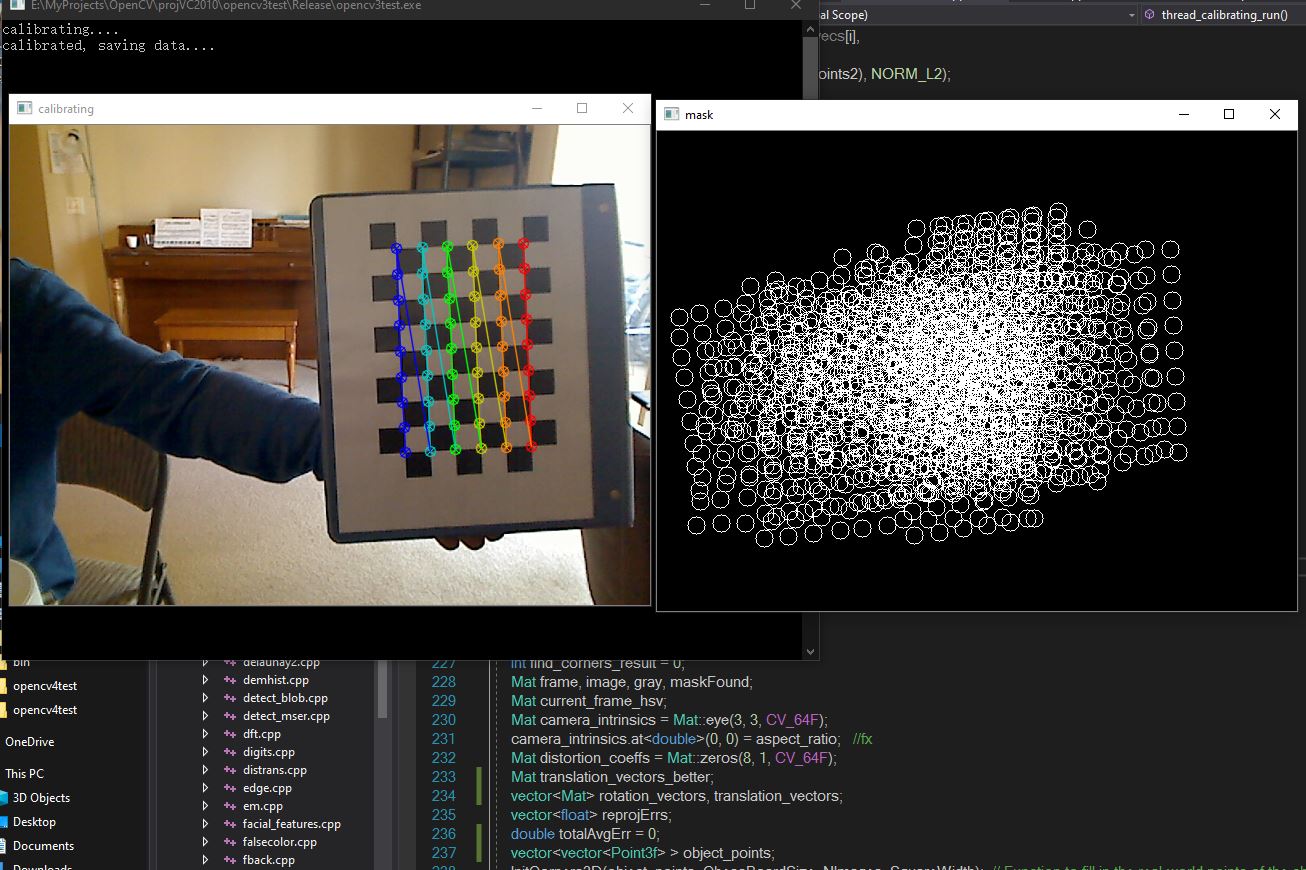 E:\MyProjects\OpenCV\projVC2010\opencv3test\Release\opencv3test.exe
calibrating....
calibrated, saving data....
al Scope)
thread_calibrating_run()
vecs[i],
oints2), NORM_L2);
calibrating
mask
bin
opencv4test
opencv4test
OneDrive
This PC
3D Objects
Desktop
Documents
Downloads
delaunay2.cpp
demhist.cpp
detect_blob.cpp
detect_mser.cpp
dft.cpp
digits.cpp
distrans.cpp
edge.cpp
em.cpp
facial_features.cpp
falsecolor.cpp
fback.cpp
227 int find_corners_result = 0;
228 Mat frame, image, gray, maskFound;
229 Mat current_frame_hsv;
230 Mat camera_intrinsics = Mat::eye(3, 3, CV_64F);
231 camera_intrinsics.at<double>(0, 0) = aspect_ratio; //fx
232 Mat distortion_coeffs = Mat::zeros(8, 1, CV_64F);
233 Mat translation_vectors_better;
234 vector<Mat> rotation_vectors, translation_vectors;
235 vector<float> reprojErrs;
236 double totalAvgErr = 0;
237 vector<vector<Point3f> > object_points;